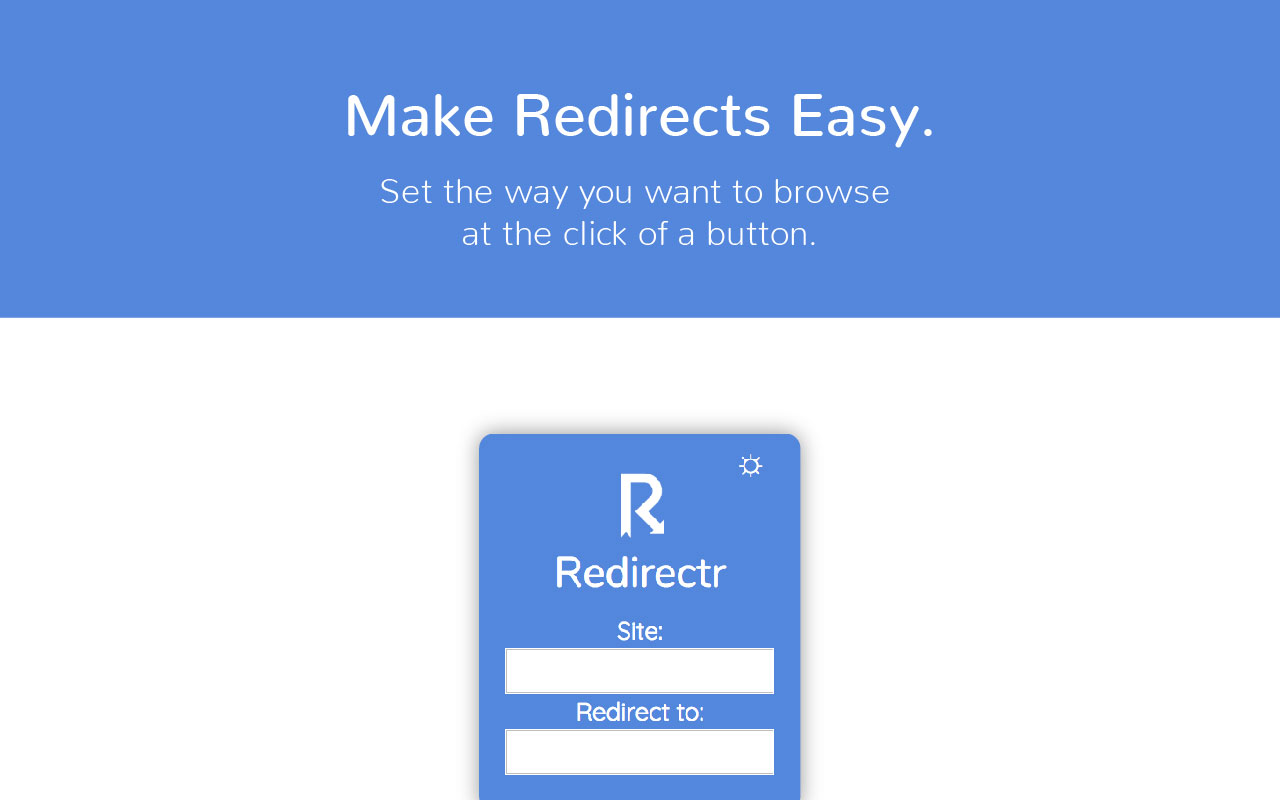 Make Redirects Easy.
Set the way you want to browse
at the click of a button.
R
Redirectr
Site:
Redirect to: